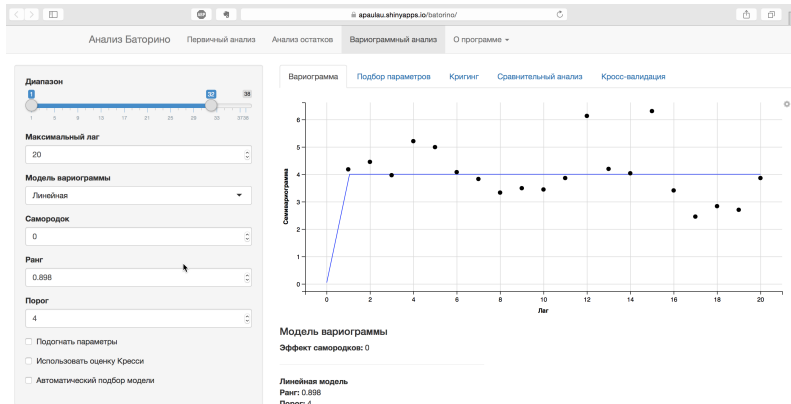 apaulau.shinyapps.io/batorino/
Анализ Баторино Первичный анализ Анализ остатков Вариограммный анализ О программе
Диапазон
1 32 38
1 5 9 13 17 21 25 29 33 3738
Максимальный лаг
20
Модель вариограммы
Линейная
Самородок
0
Ранг
0.898
Порог
4
Подогнать параметры
Использовать оценку Кресси
Автоматический подбор модели
Вариограмма Подбор параметров Кригинг Сравнительный анализ Кросс-валидация
Семивариограмма
6
5
4
3
2
1
0
0 2 4 6 8 10 12 14 16 18 20
Лаг
Модель вариограммы
Эффект самородков: 0
Линейная модель
Ранг: 0.898
Порог: 4